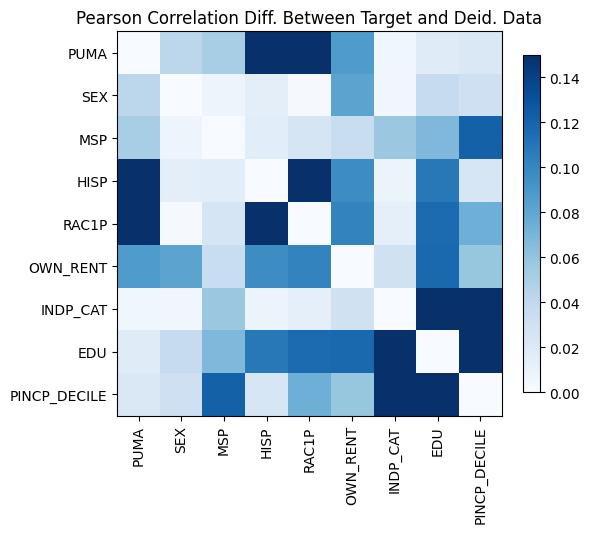 Pearson Correlation Diff. Between Target and Deid. Data
PUMA
SEX
MSP
HISP
RAC1P
OWN_RENT
INDP_CAT
EDU
PINCP_DECILE
PUMA
SEX
MSP
HISP
RAC1P
OWN_RENT
INDP_CAT
EDU
PINCP_DECILE
0.14
0.12
0.10
0.08
0.06
0.04
0.02
0.00